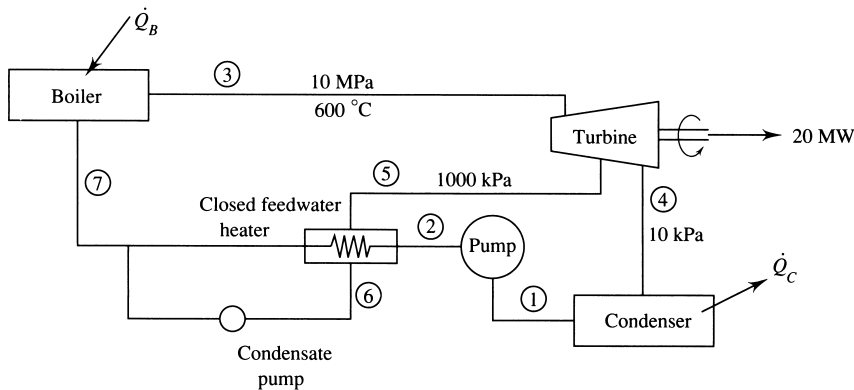 Q̇_B
③
10 MPa
600 °C
Boiler
Turbine
20 MW
⑦
⑤
1000 kPa
④
10 kPa
Closed feedwater
heater
②
Pump
⑥
①
Q̇_C
Condenser
Condensate
pump